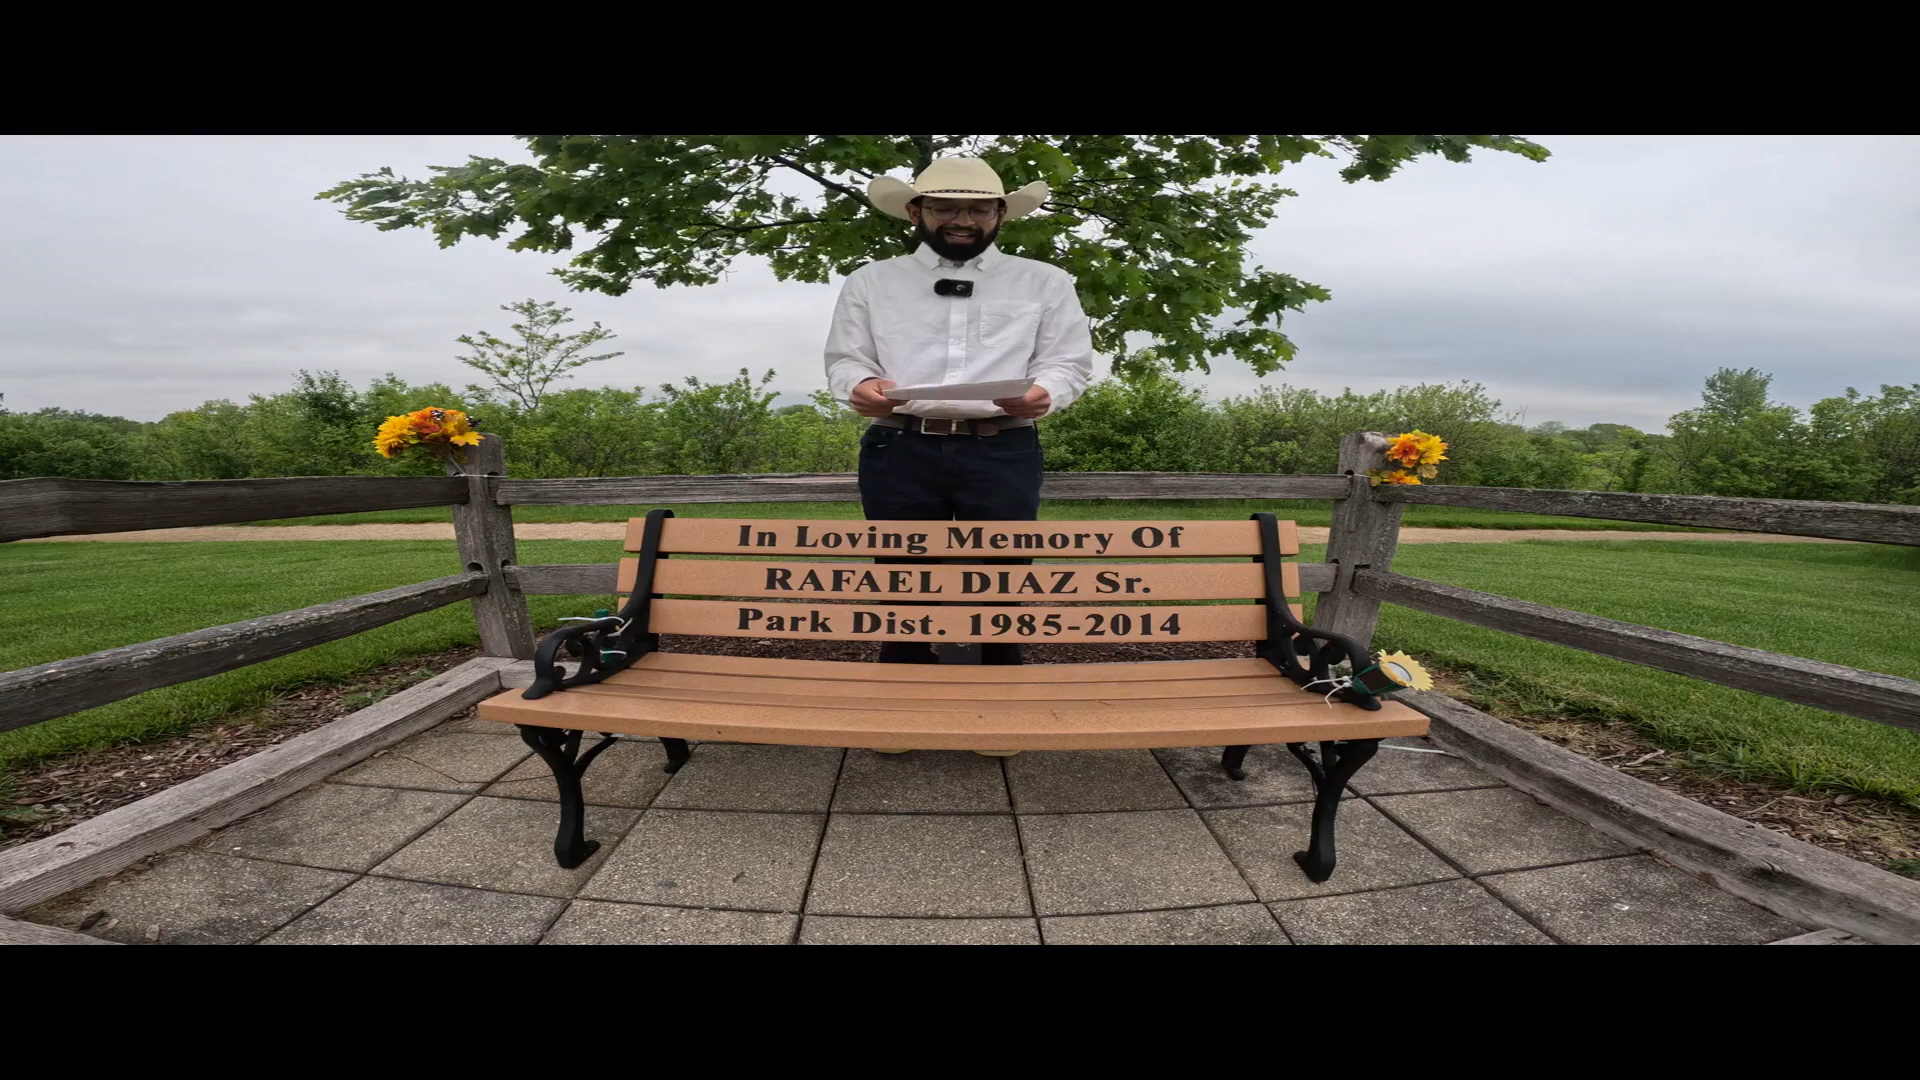 In Loving Memory Of
RAFAEL DIAZ Sr.
Park Dist. 1985-2014